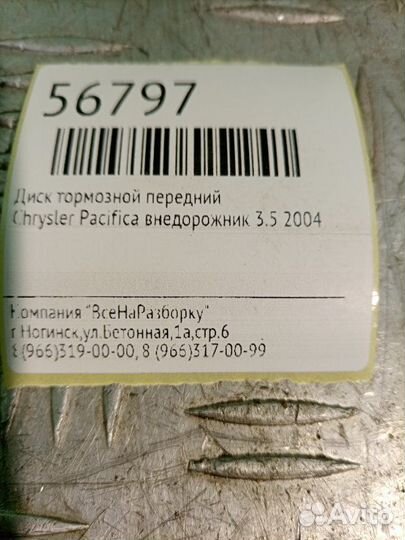 56797
Диск тормозной передний
Chrysler Pacifica внедорожник 3.5 2004
Компания "ВсеНаРазборку"
г Ногинск,ул.Бетонная,1а,стр.6
8(966)319-00-00, 8 (966)317-00-99
Avito